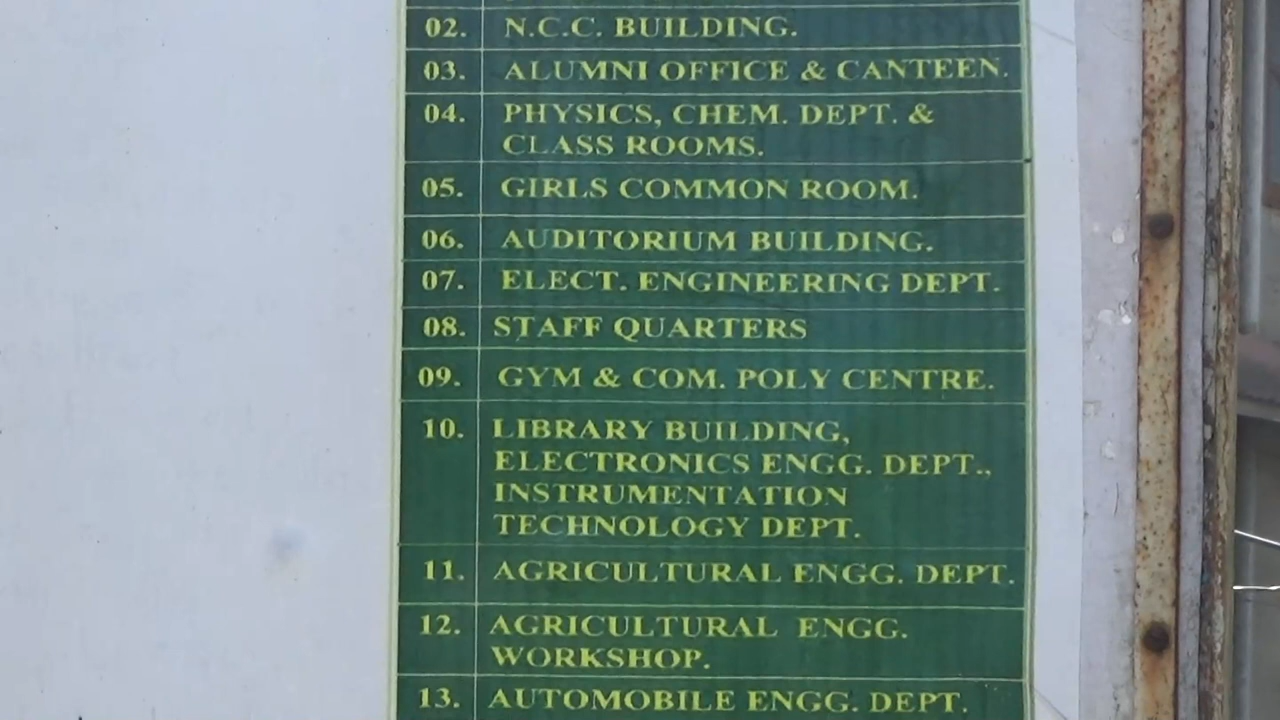 02. N.C.C. BUILDING.
03. ALUMNI OFFICE & CANTEEN.
04. PHYSICS, CHEM. DEPT. &
CLASS ROOMS.
05. GIRLS COMMON ROOM.
06. AUDITORIUM BUILDING.
07. ELECT. ENGINEERING DEPT.
08. STAFF QUARTERS
09. GYM & COM. POLY CENTRE.
10. LIBRARY BUILDING,
ELECTRONICS ENGG. DEPT.,
INSTRUMENTATION
TECHNOLOGY DEPT.
11. AGRICULTURAL ENGG. DEPT.
12. AGRICULTURAL ENGG.
WORKSHOP.
13. AUTOMOBILE ENGG. DEPT.